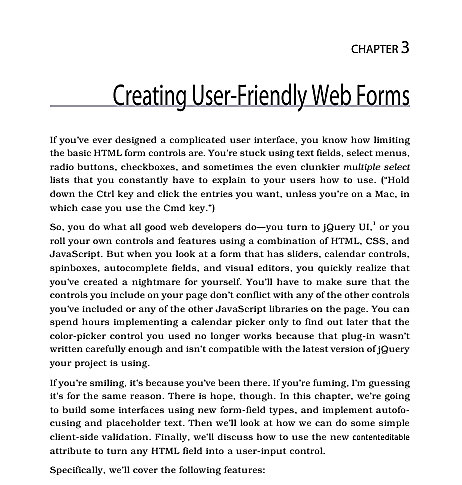 CHAPTER 3
Creating User-Friendly Web Forms
If you've ever designed a complicated user interface, you know how limiting
the basic HTML form controls are. You're stuck using text fields, select menus,
radio buttons, checkboxes, and sometimes the even clunkier multiple select
lists that you constantly have to explain to your users how to use. (“Hold
down the Ctrl key and click the entries you want, unless you're on a Mac, in
which case you use the Cmd key.”)
So, you do what all good web developers do—you turn to jQuery UI,¹ or you
roll your own controls and features using a combination of HTML, CSS, and
JavaScript. But when you look at a form that has sliders, calendar controls,
spinboxes, autocomplete fields, and visual editors, you quickly realize that
you've created a nightmare for yourself. You'll have to make sure that the
controls you include on your page don't conflict with any of the other controls
you've included or any of the other JavaScript libraries on the page. You can
spend hours implementing a calendar picker only to find out later that the
color-picker control you used no longer works because that plug-in wasn't
written carefully enough and isn't compatible with the latest version of jQuery
your project is using.
If you're smiling, it's because you've been there. If you're fuming, I'm guessing
it's for the same reason. There is hope, though. In this chapter, we're going
to build some interfaces using new form-field types, and implement autofo-
cusing and placeholder text. Then we'll look at how we can do some simple
client-side validation. Finally, we'll discuss how to use the new contenteditable
attribute to turn any HTML field into a user-input control.
Specifically, we'll cover the following features: